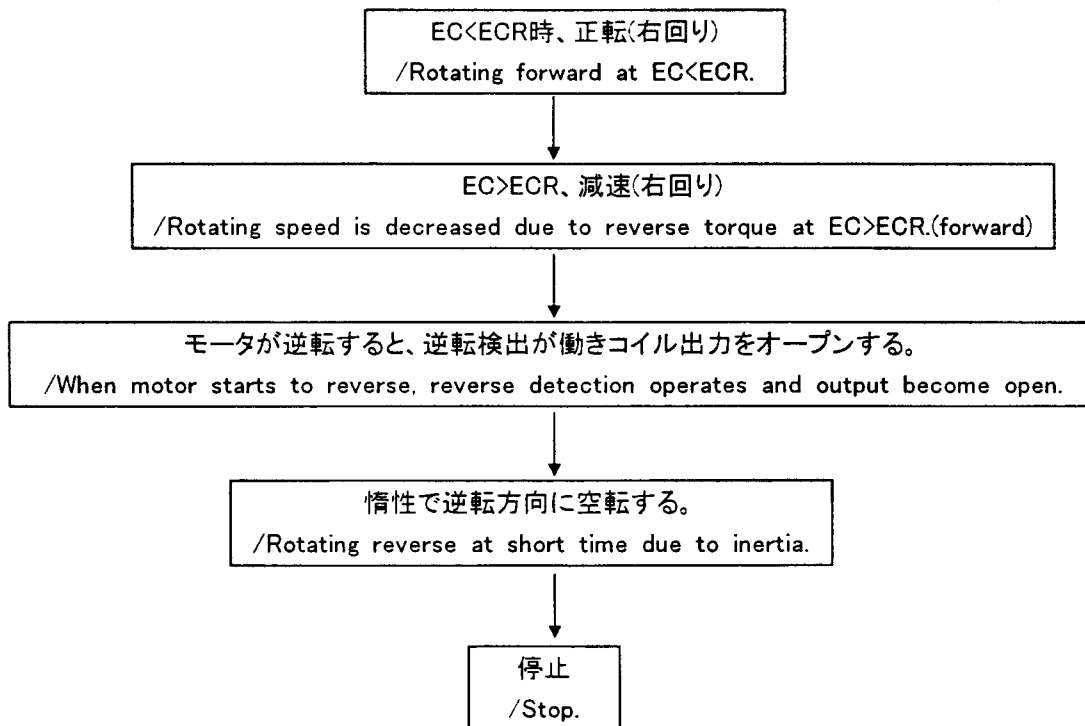 EC<ECR時、正転(右回り)
/Rotating forward at EC<ECR.
EC>ECR、減速(右回り)
/Rotating speed is decreased due to reverse torque at EC>ECR.(forward)
モータが逆転すると、逆転検出が働きコイル出力をオープンする。
/When motor starts to reverse, reverse detection operates and output become open.
惰性で逆転方向に空転する。
/Rotating reverse at short time due to inertia.
停止
/Stop.